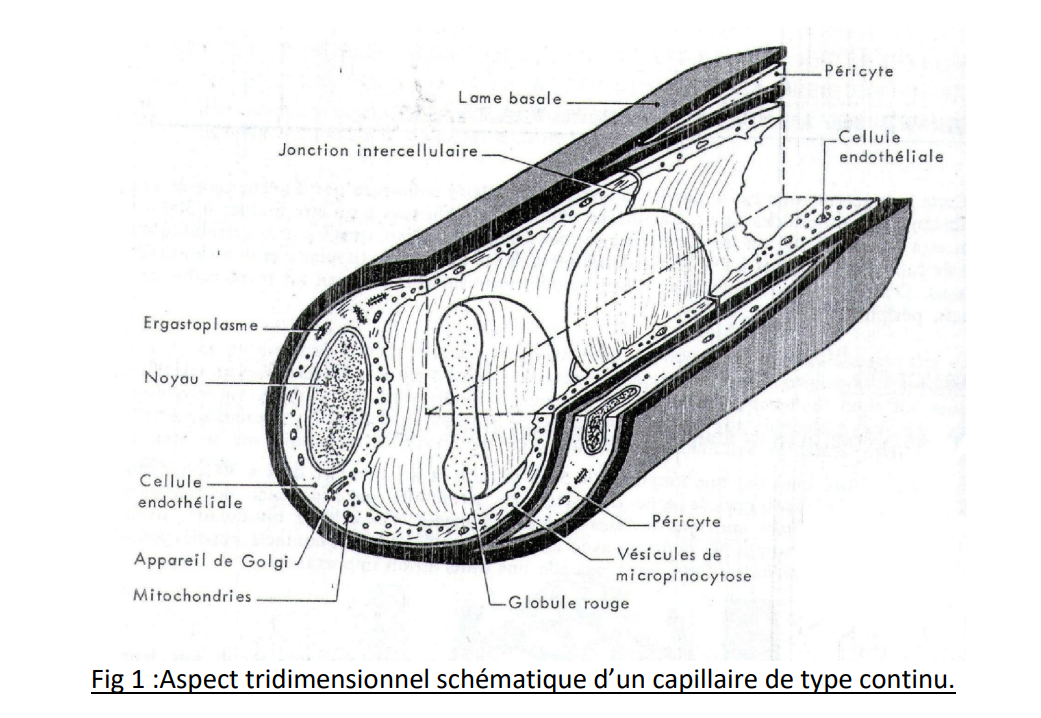 Péricyte
Lame basale
Cellule
endothéliale
Jonction intercellulaire
Ergastoplasme
Noyau
Cellule
endothéliale
Péricyte
Vésicules de
micropinocytose
Appareil de Golgi
Mitochondries
Globule rouge
Fig 1 :Aspect tridimensionnel schématique d’un capillaire de type continu.